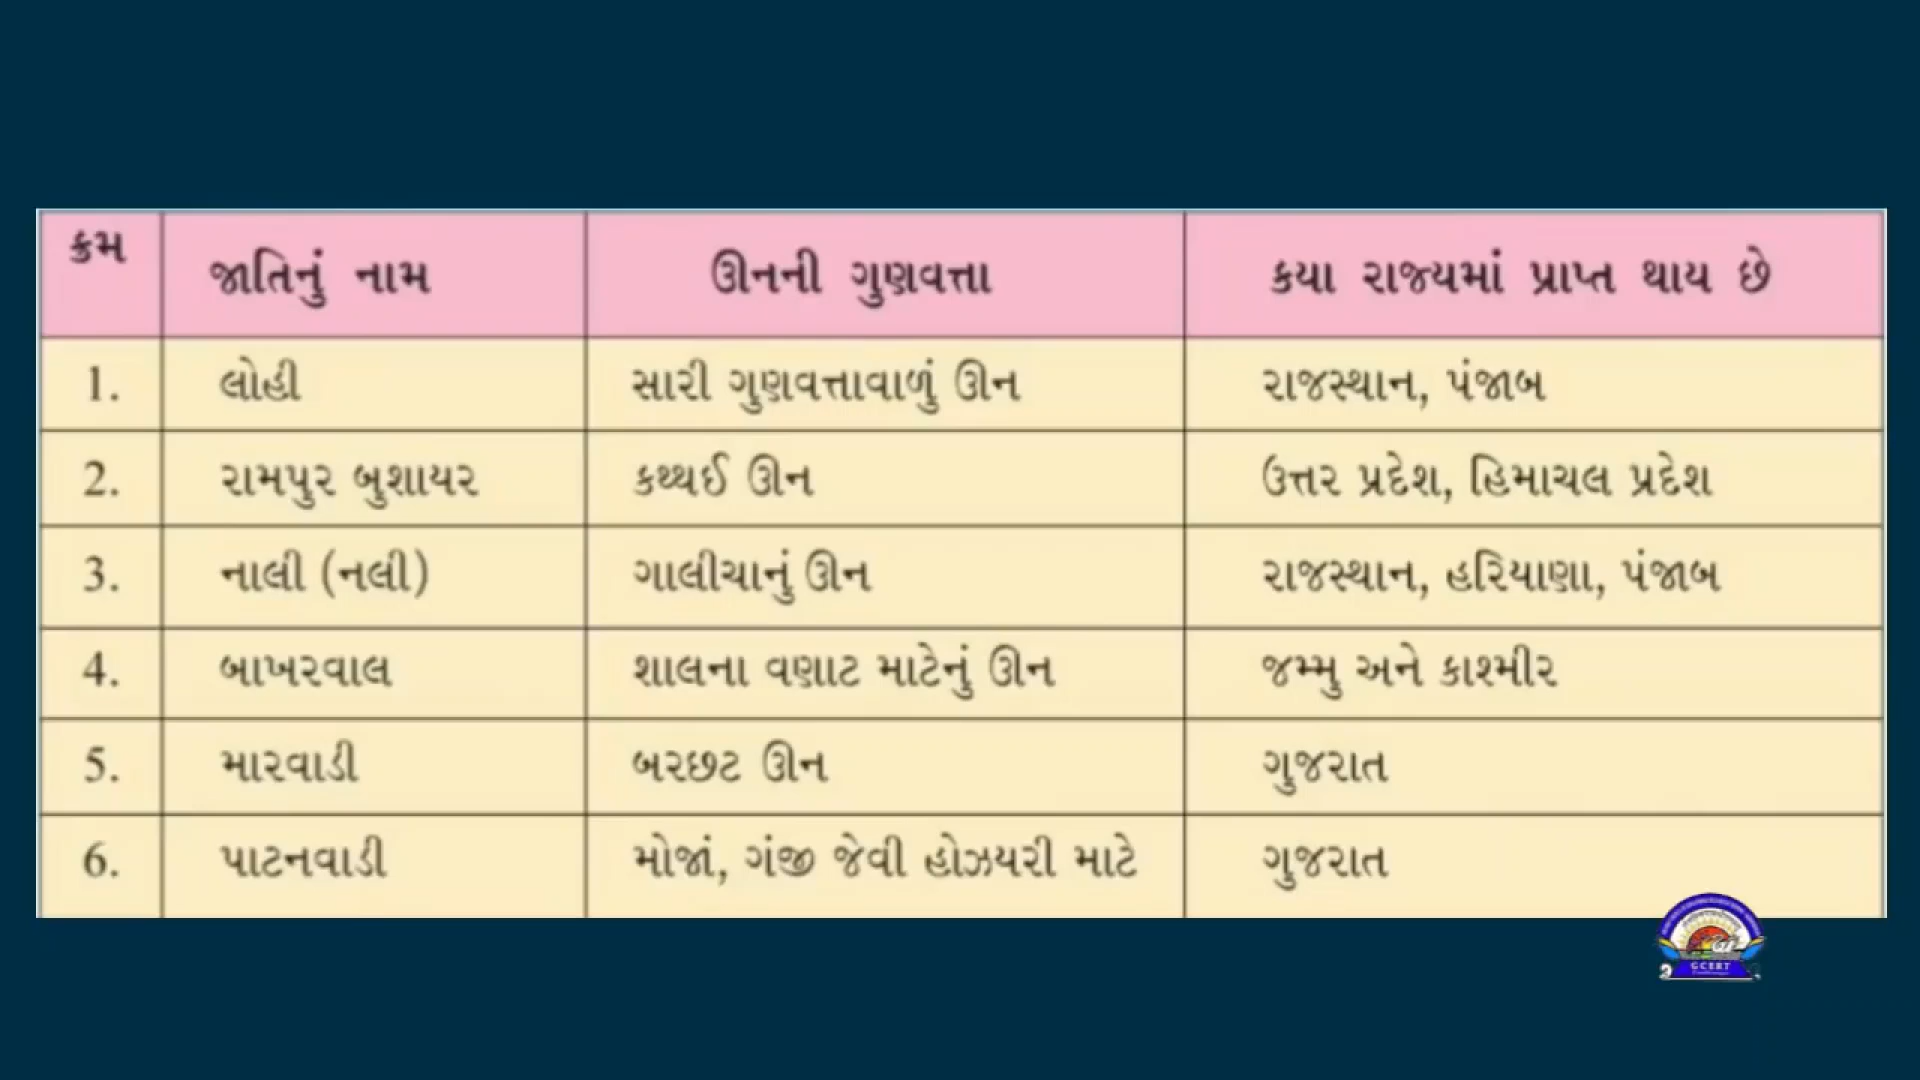 ક્રમ જાતિનું નામ ઊનની ગુણવત્તા કયા રાજ્યમાં પ્રાપ્ત થાય છે
1. લોહી સારી ગુણવત્તાવાળું ઊન રાજસ્થાન, પંજાબ
2. રામપુર બુશાયર કથ્થઈ ઊન ઉત્તર પ્રદેશ, હિમાચલ પ્રદેશ
3. નાલી (નલી) ગાલીચાનું ઊન રાજસ્થાન, હરિયાણા, પંજાબ
4. બાખરવાલ શાલના વણાટ માટેનું ઊન જમ્મુ અને કાશ્મીર
5. મારવાડી બરછટ ઊન ગુજરાત
6. પાટનવાડી મોજાં, ગંજી જેવી હોઝયરી માટે ગુજરાત
GCERT